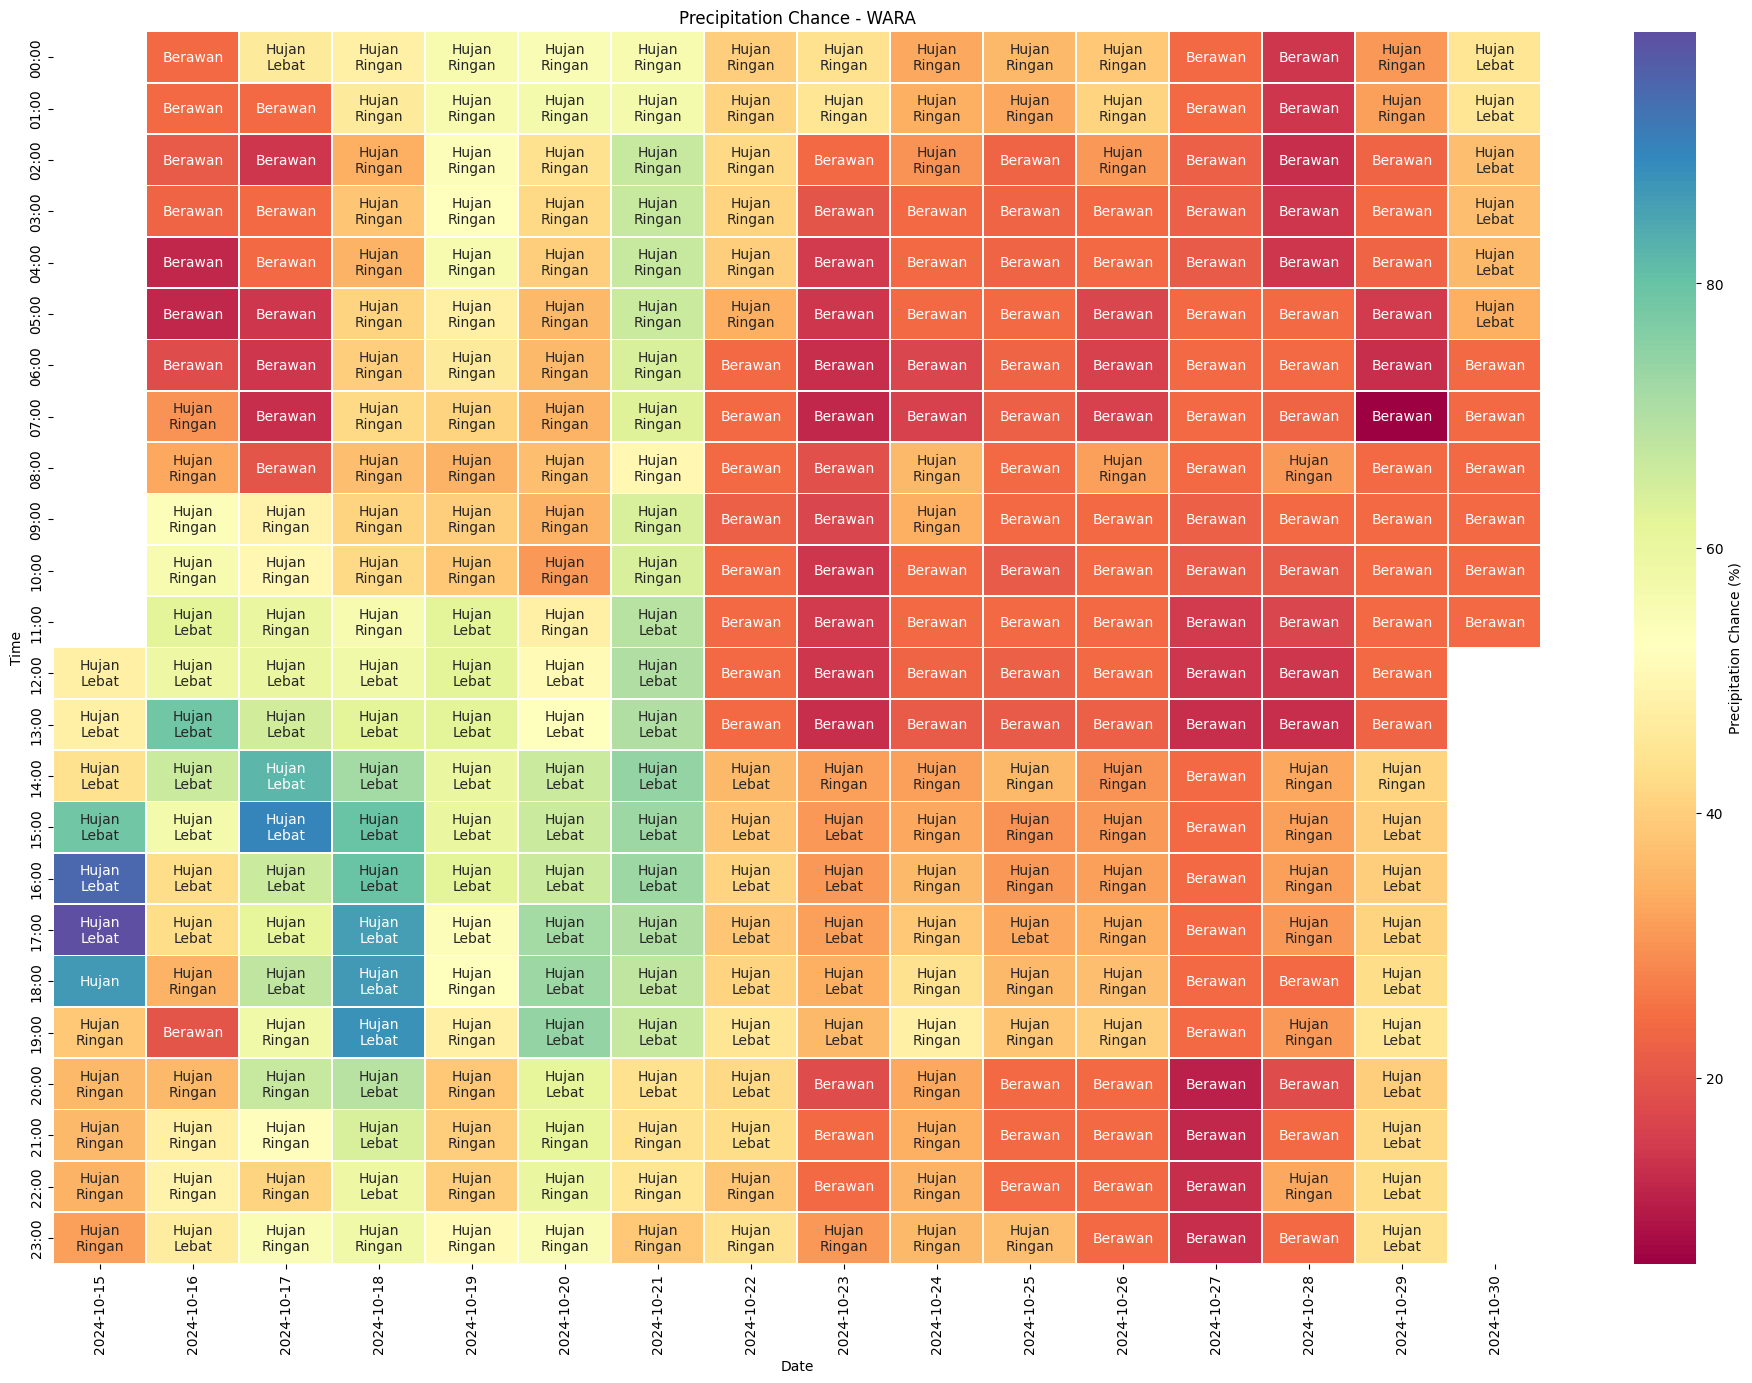 Precipitation Chance - WARA
00:00 Berawan Hujan Lebat Hujan Ringan Hujan Ringan Hujan Ringan Hujan Ringan Hujan Ringan Hujan Ringan Hujan Ringan Hujan Ringan Hujan Ringan Berawan Berawan Hujan Ringan Hujan Lebat
01:00 Berawan Berawan Hujan Ringan Hujan Ringan Hujan Ringan Hujan Ringan Hujan Ringan Hujan Ringan Hujan Ringan Hujan Ringan Hujan Ringan Berawan Berawan Hujan Ringan Hujan Lebat
02:00 Berawan Berawan Hujan Ringan Hujan Ringan Hujan Ringan Hujan Ringan Hujan Ringan Berawan Hujan Ringan Berawan Hujan Ringan Berawan Berawan Berawan Hujan Lebat
03:00 Berawan Berawan Hujan Ringan Hujan Ringan Hujan Ringan Hujan Ringan Hujan Ringan Berawan Berawan Berawan Berawan Berawan Berawan Berawan Hujan Lebat
04:00 Berawan Berawan Hujan Ringan Hujan Ringan Hujan Ringan Hujan Ringan Hujan Ringan Berawan Berawan Berawan Berawan Berawan Berawan Berawan Hujan Lebat
05:00 Berawan Berawan Hujan Ringan Hujan Ringan Hujan Ringan Hujan Ringan Hujan Ringan Berawan Berawan Berawan Berawan Berawan Berawan Berawan Hujan Lebat
06:00 Berawan Berawan Hujan Ringan Hujan Ringan Hujan Ringan Hujan Ringan Berawan Berawan Berawan Berawan Berawan Berawan Berawan Berawan Berawan
07:00 Hujan Ringan Berawan Hujan Ringan Hujan Ringan Hujan Ringan Hujan Ringan Berawan Berawan Berawan Berawan Berawan Berawan Berawan Berawan Berawan
08:00 Hujan Ringan Berawan Hujan Ringan Hujan Ringan Hujan Ringan Hujan Ringan Berawan Berawan Hujan Ringan Berawan Hujan Ringan Berawan Hujan Ringan Berawan Berawan
09:00 Hujan Ringan Hujan Ringan Hujan Ringan Hujan Ringan Hujan Ringan Hujan Ringan Berawan Berawan Hujan Ringan Berawan Berawan Berawan Berawan Berawan Berawan
10:00 Hujan Ringan Hujan Ringan Hujan Ringan Hujan Ringan Hujan Ringan Hujan Ringan Berawan Berawan Berawan Berawan Berawan Berawan Berawan Berawan Berawan
11:00 Hujan Lebat Hujan Ringan Hujan Ringan Hujan Lebat Hujan Ringan Hujan Lebat Berawan Berawan Berawan Berawan Berawan Berawan Berawan Berawan Berawan
12:00 Hujan Lebat Hujan Lebat Hujan Lebat Hujan Lebat Hujan Lebat Hujan Lebat Hujan Lebat Berawan Berawan Berawan Berawan Berawan Berawan Berawan Berawan
13:00 Hujan Lebat Hujan Lebat Hujan Lebat Hujan Lebat Hujan Lebat Hujan Lebat Hujan Lebat Berawan Berawan Berawan Berawan Berawan Berawan Berawan Berawan
14:00 Hujan Lebat Hujan Lebat Hujan Lebat Hujan Lebat Hujan Lebat Hujan Lebat Hujan Lebat Hujan Lebat Hujan Ringan Hujan Ringan Hujan Ringan Hujan Ringan Berawan Hujan Ringan Hujan Ringan
15:00 Hujan Lebat Hujan Lebat Hujan Lebat Hujan Lebat Hujan Lebat Hujan Lebat Hujan Lebat Hujan Lebat Hujan Lebat Hujan Ringan Hujan Ringan Hujan Ringan Berawan Hujan Ringan Hujan Lebat
16:00 Hujan Lebat Hujan Lebat Hujan Lebat Hujan Lebat Hujan Lebat Hujan Lebat Hujan Lebat Hujan Lebat Hujan Lebat Hujan Ringan Hujan Ringan Hujan Ringan Berawan Hujan Ringan Hujan Lebat
17:00 Hujan Lebat Hujan Lebat Hujan Lebat Hujan Lebat Hujan Lebat Hujan Lebat Hujan Lebat Hujan Lebat Hujan Lebat Hujan Ringan Hujan Lebat Hujan Ringan Berawan Hujan Ringan Hujan Lebat
18:00 Hujan Hujan Ringan Hujan Lebat Hujan Lebat Hujan Ringan Hujan Lebat Hujan Lebat Hujan Lebat Hujan Lebat Hujan Ringan Hujan Ringan Hujan Ringan Berawan Berawan Hujan Lebat
19:00 Hujan Ringan Berawan Hujan Ringan Hujan Lebat Hujan Ringan Hujan Lebat Hujan Lebat Hujan Lebat Hujan Lebat Hujan Ringan Hujan Ringan Hujan Ringan Berawan Hujan Ringan Hujan Lebat
20:00 Hujan Ringan Hujan Ringan Hujan Ringan Hujan Lebat Hujan Ringan Hujan Lebat Hujan Lebat Hujan Lebat Berawan Hujan Ringan Berawan Berawan Berawan Berawan Hujan Lebat
21:00 Hujan Ringan Hujan Ringan Hujan Ringan Hujan Lebat Hujan Ringan Hujan Ringan Hujan Ringan Hujan Lebat Berawan Hujan Ringan Berawan Berawan Berawan Berawan Hujan Lebat
22:00 Hujan Ringan Hujan Ringan Hujan Ringan Hujan Lebat Hujan Ringan Hujan Ringan Hujan Ringan Hujan Ringan Berawan Hujan Ringan Berawan Berawan Berawan Hujan Ringan Hujan Lebat
23:00 Hujan Ringan Hujan Lebat Hujan Ringan Hujan Ringan Hujan Ringan Hujan Ringan Hujan Ringan Hujan Ringan Hujan Ringan Hujan Ringan Hujan Ringan Berawan Berawan Berawan Hujan Lebat
Time
2024-10-15 2024-10-16 2024-10-17 2024-10-18 2024-10-19 2024-10-20 2024-10-21 2024-10-22 2024-10-23 2024-10-24 2024-10-25 2024-10-26 2024-10-27 2024-10-28 2024-10-29 2024-10-30
Date
80
60
40
20
Precipitation Chance (%)